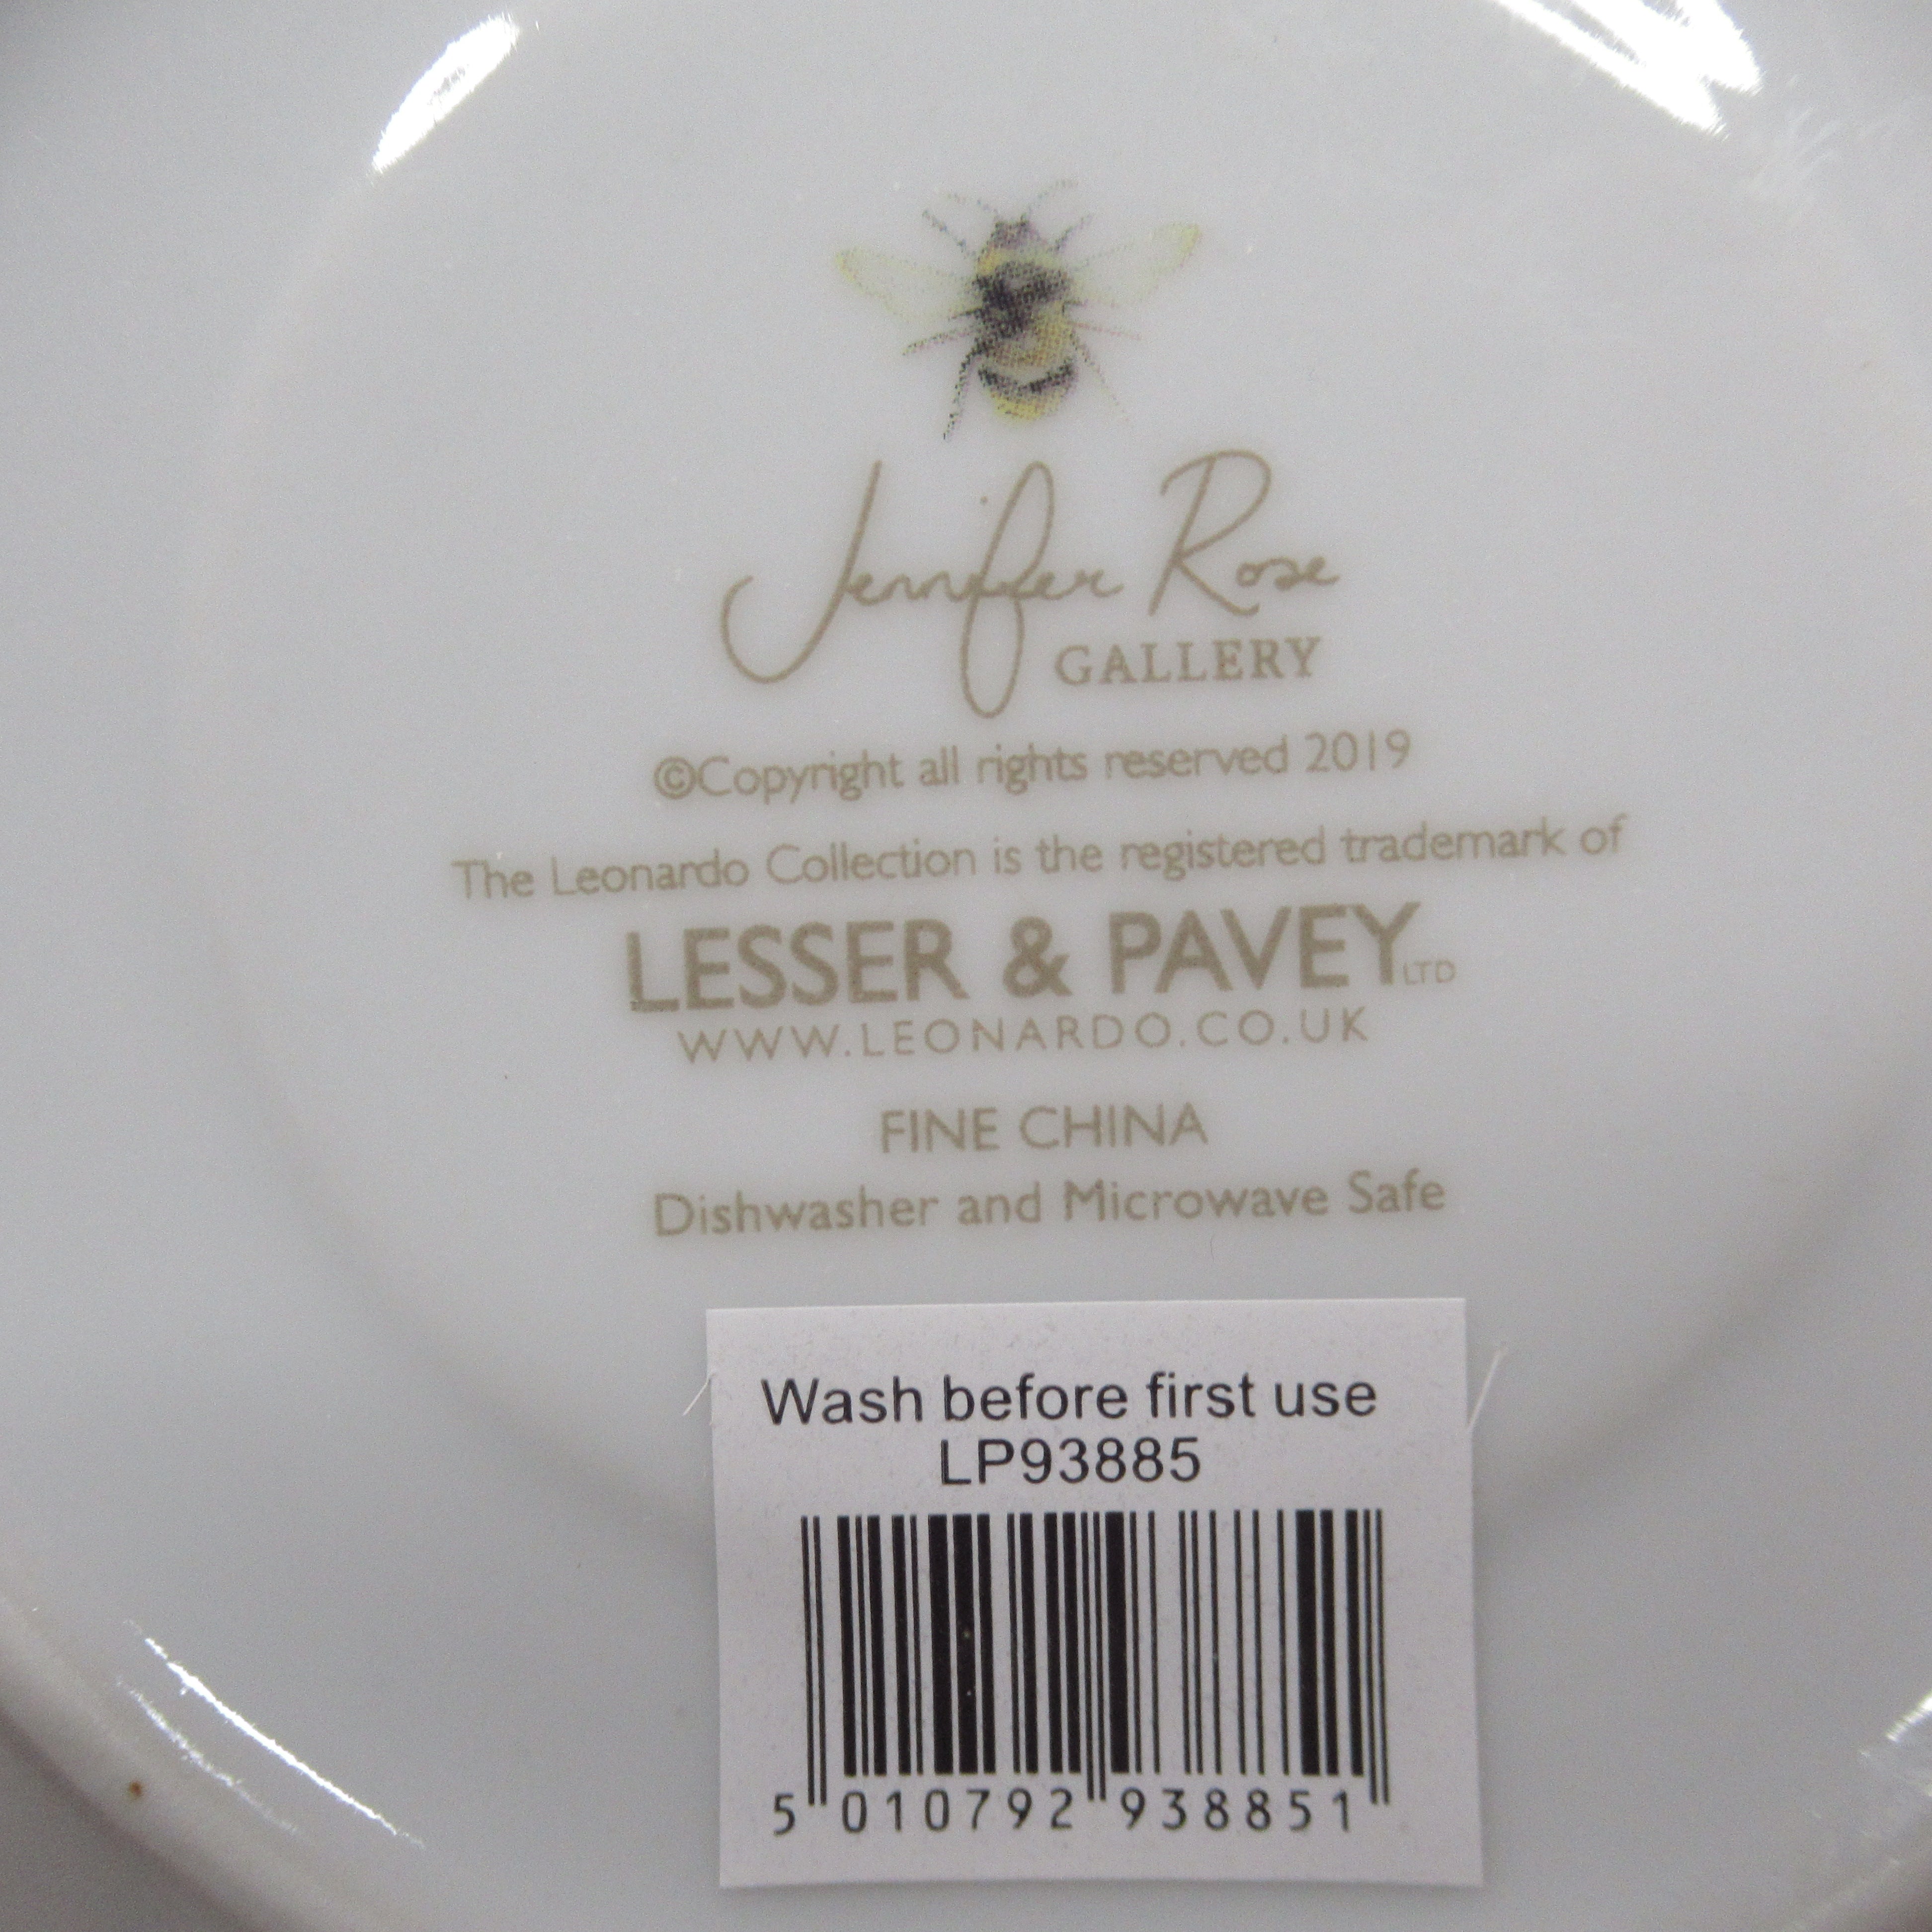 Jennifer Rose
GALLERY
©Copyright all rights reserved 2019
The Leonardo Collection is the registered trademark of
LESSER & PAVEY LTD
WWW.LEONARDO.CO.UK
FINE CHINA
Dishwasher and Microwave Safe
Wash before first use
LP93885
5 010792 938851